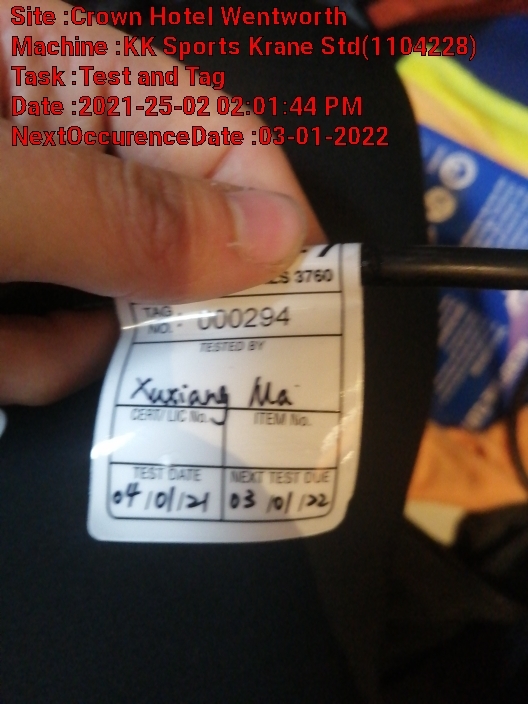 Site :Crown Hotel Wentworth
Machine :KK Sports Krane Std(1104228)
Task :Test and Tag
Date :2021-25-02 02:01:44 PM
NextOccurenceDate :03-01-2022
3760
TAG NO. : 000294
TESTED BY
Xuxiang Ma
CERT/ LIC No. ITEM No.
TEST DATE NEXT TEST DUE
04/01/21 03/01/22